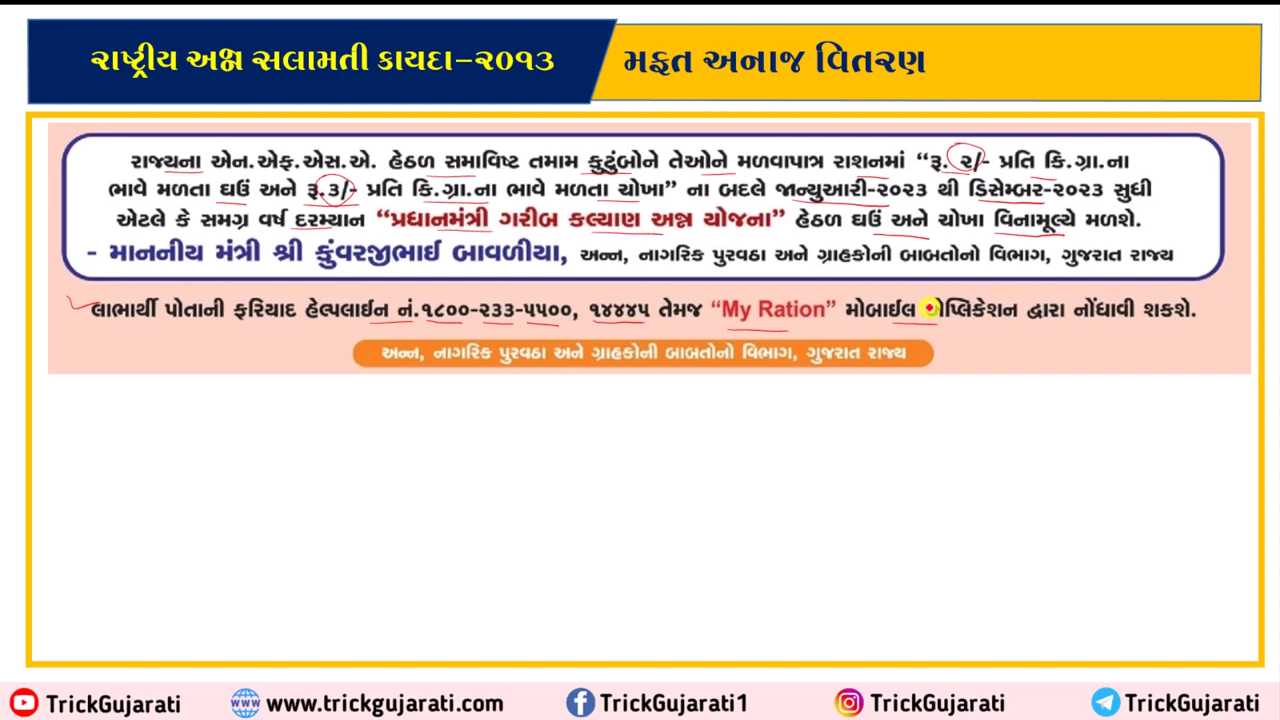 રાષ્ટ્રીય અન્ન સલામતી કાયદા-૨૦૧૩
મફત અનાજ વિતરણ
રાજ્યના એન.એફ.એસ.એ. હેઠળ સમાવિષ્ટ તમામ કુટુંબોને તેઓને મળવાપાત્ર રાશનમાં “રૂ. ૨/- પ્રતિ કિ.ગ્રા.ના
ભાવે મળતા ઘઉં અને રૂ.૩/- પ્રતિ કિ.ગ્રા.ના ભાવે મળતા ચોખા” ના બદલે જાન્યુઆરી-૨૦૨૩ થી ડિસેમ્બર-૨૦૨૩ સુધી
એટલે કે સમગ્ર વર્ષ દરમ્યાન “પ્રધાનમંત્રી ગરીબ કલ્યાણ અન્ન યોજના” હેઠળ ઘઉં અને ચોખા વિનામૂલ્યે મળશે.
- માનનીય મંત્રી શ્રી કુંવરજીભાઈ બાવળીયા, અન્ન, નાગરિક પુરવઠા અને ગ્રાહકોની બાબતોનો વિભાગ, ગુજરાત રાજ્ય
લાભાર્થી પોતાની ફરિયાદ હેલ્પલાઈન નં.૧૮૦૦-૨૩૩-૫૫૦૦, ૧૪૪૪૫ તેમજ “My Ration” મોબાઈલ એપ્લિકેશન દ્વારા નોંધાવી શકશે.
અન્ન, નાગરિક પુરવઠા અને ગ્રાહકોની બાબતોનો વિભાગ, ગુજરાત રાજ્ય
TrickGujarati www.trickgujarati.com TrickGujarati1 TrickGujarati TrickGujarati